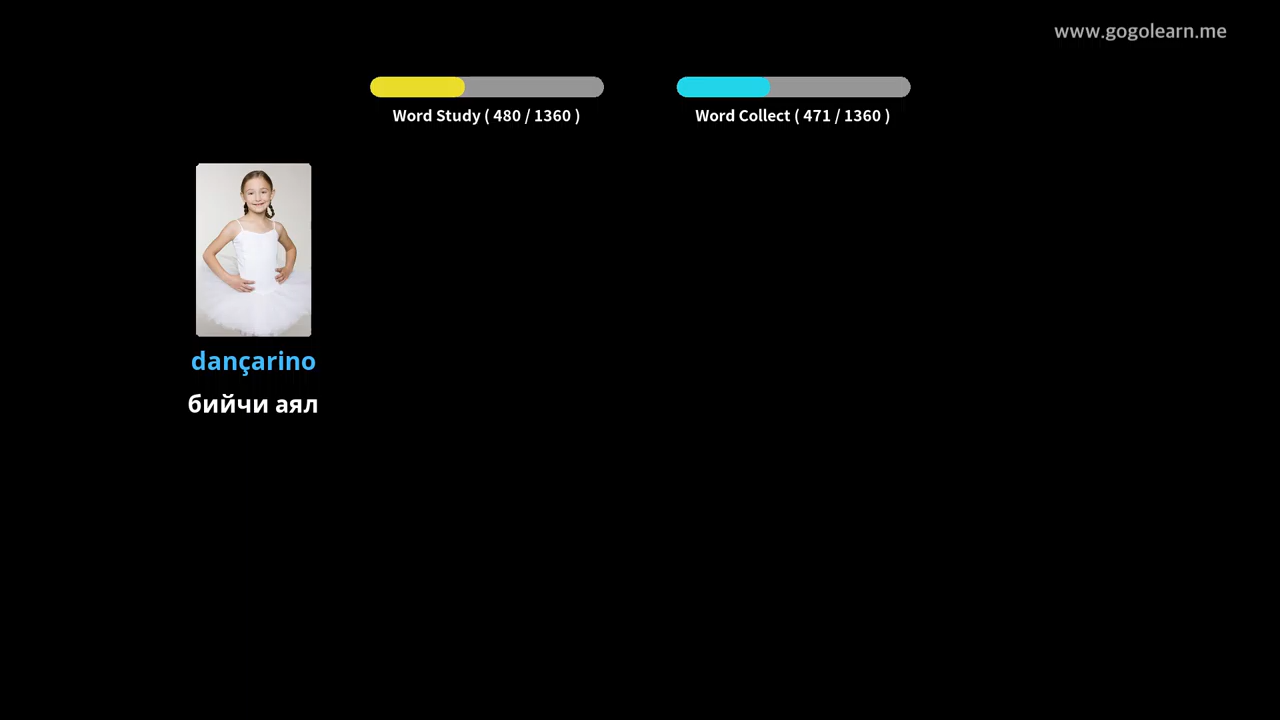 www.gogolearn.me
Word Study ( 480 / 1360 )
Word Collect ( 471 / 1360 )
dançarino
бийчи аял